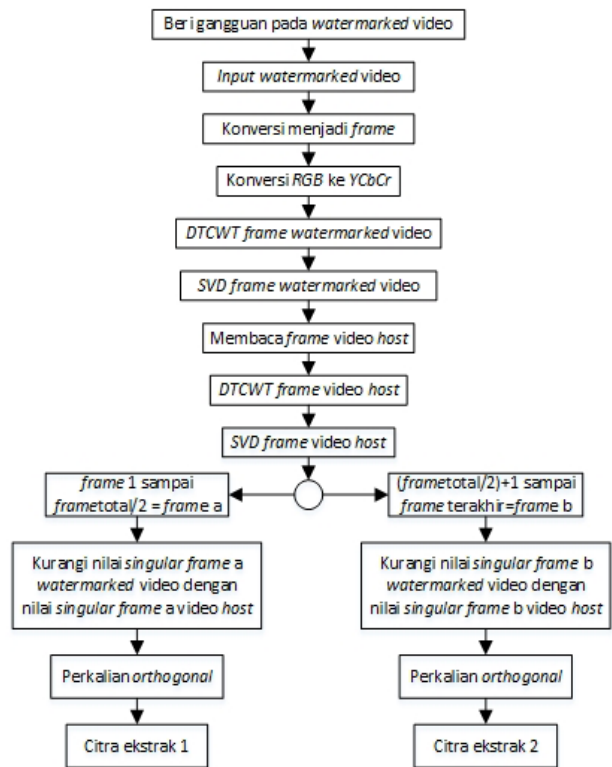 Beri gangguan pada watermarked video
Input watermarked video
Konversi menjadi frame
Konversi RGB ke YCbCr
DTCWT frame watermarked video
SVD frame watermarked video
Membaca frame video host
DTCWT frame video host
SVD frame video host
frame 1 sampai
frametotal/2 = frame a
(frametotal/2)+1 sampai
frame terakhir=frame b
Kurangi nilai singular frame a
watermarked video dengan
nilai singular frame a video host
Kurangi nilai singular frame b
watermarked video dengan
nilai singular frame b video host
Perkalian orthogonal
Perkalian orthogonal
Citra ekstrak 1
Citra ekstrak 2